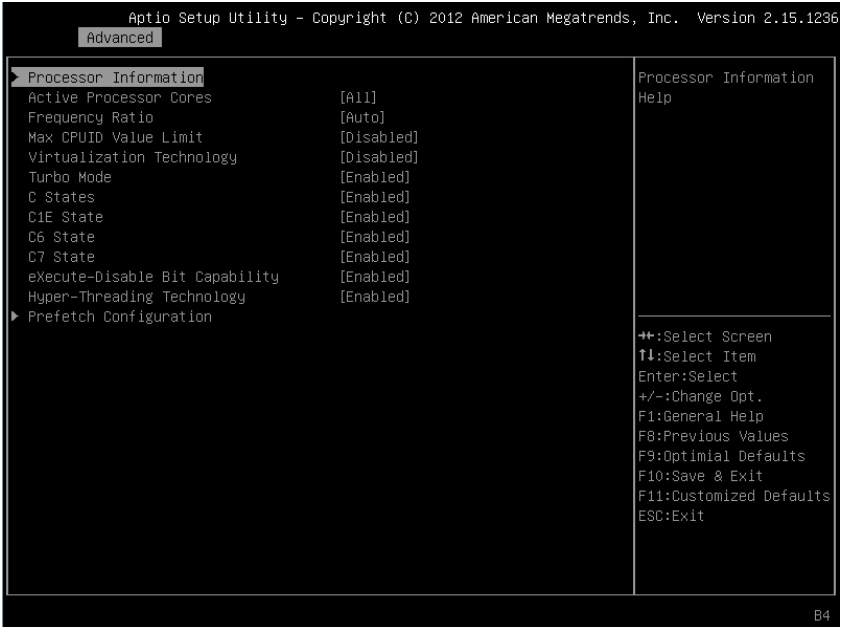 Aptio Setup Utility – Copyright (C) 2012 American Megatrends, Inc. Version 2.15.1236
Advanced
▶ Processor Information
Active Processor Cores [All]
Frequency Ratio [Auto]
Max CPUID Value Limit [Disabled]
Virtualization Technology [Disabled]
Turbo Mode [Enabled]
C States [Enabled]
C1E State [Enabled]
C6 State [Enabled]
C7 State [Enabled]
eXecute-Disable Bit Capability [Enabled]
Hyper-Threading Technology [Enabled]
▶ Prefetch Configuration
Processor Information
Help
→←:Select Screen
↑↓:Select Item
Enter:Select
+/-:Change Opt.
F1:General Help
F8:Previous Values
F9:Optimial Defaults
F10:Save & Exit
F11:Customized Defaults
ESC:Exit
B4